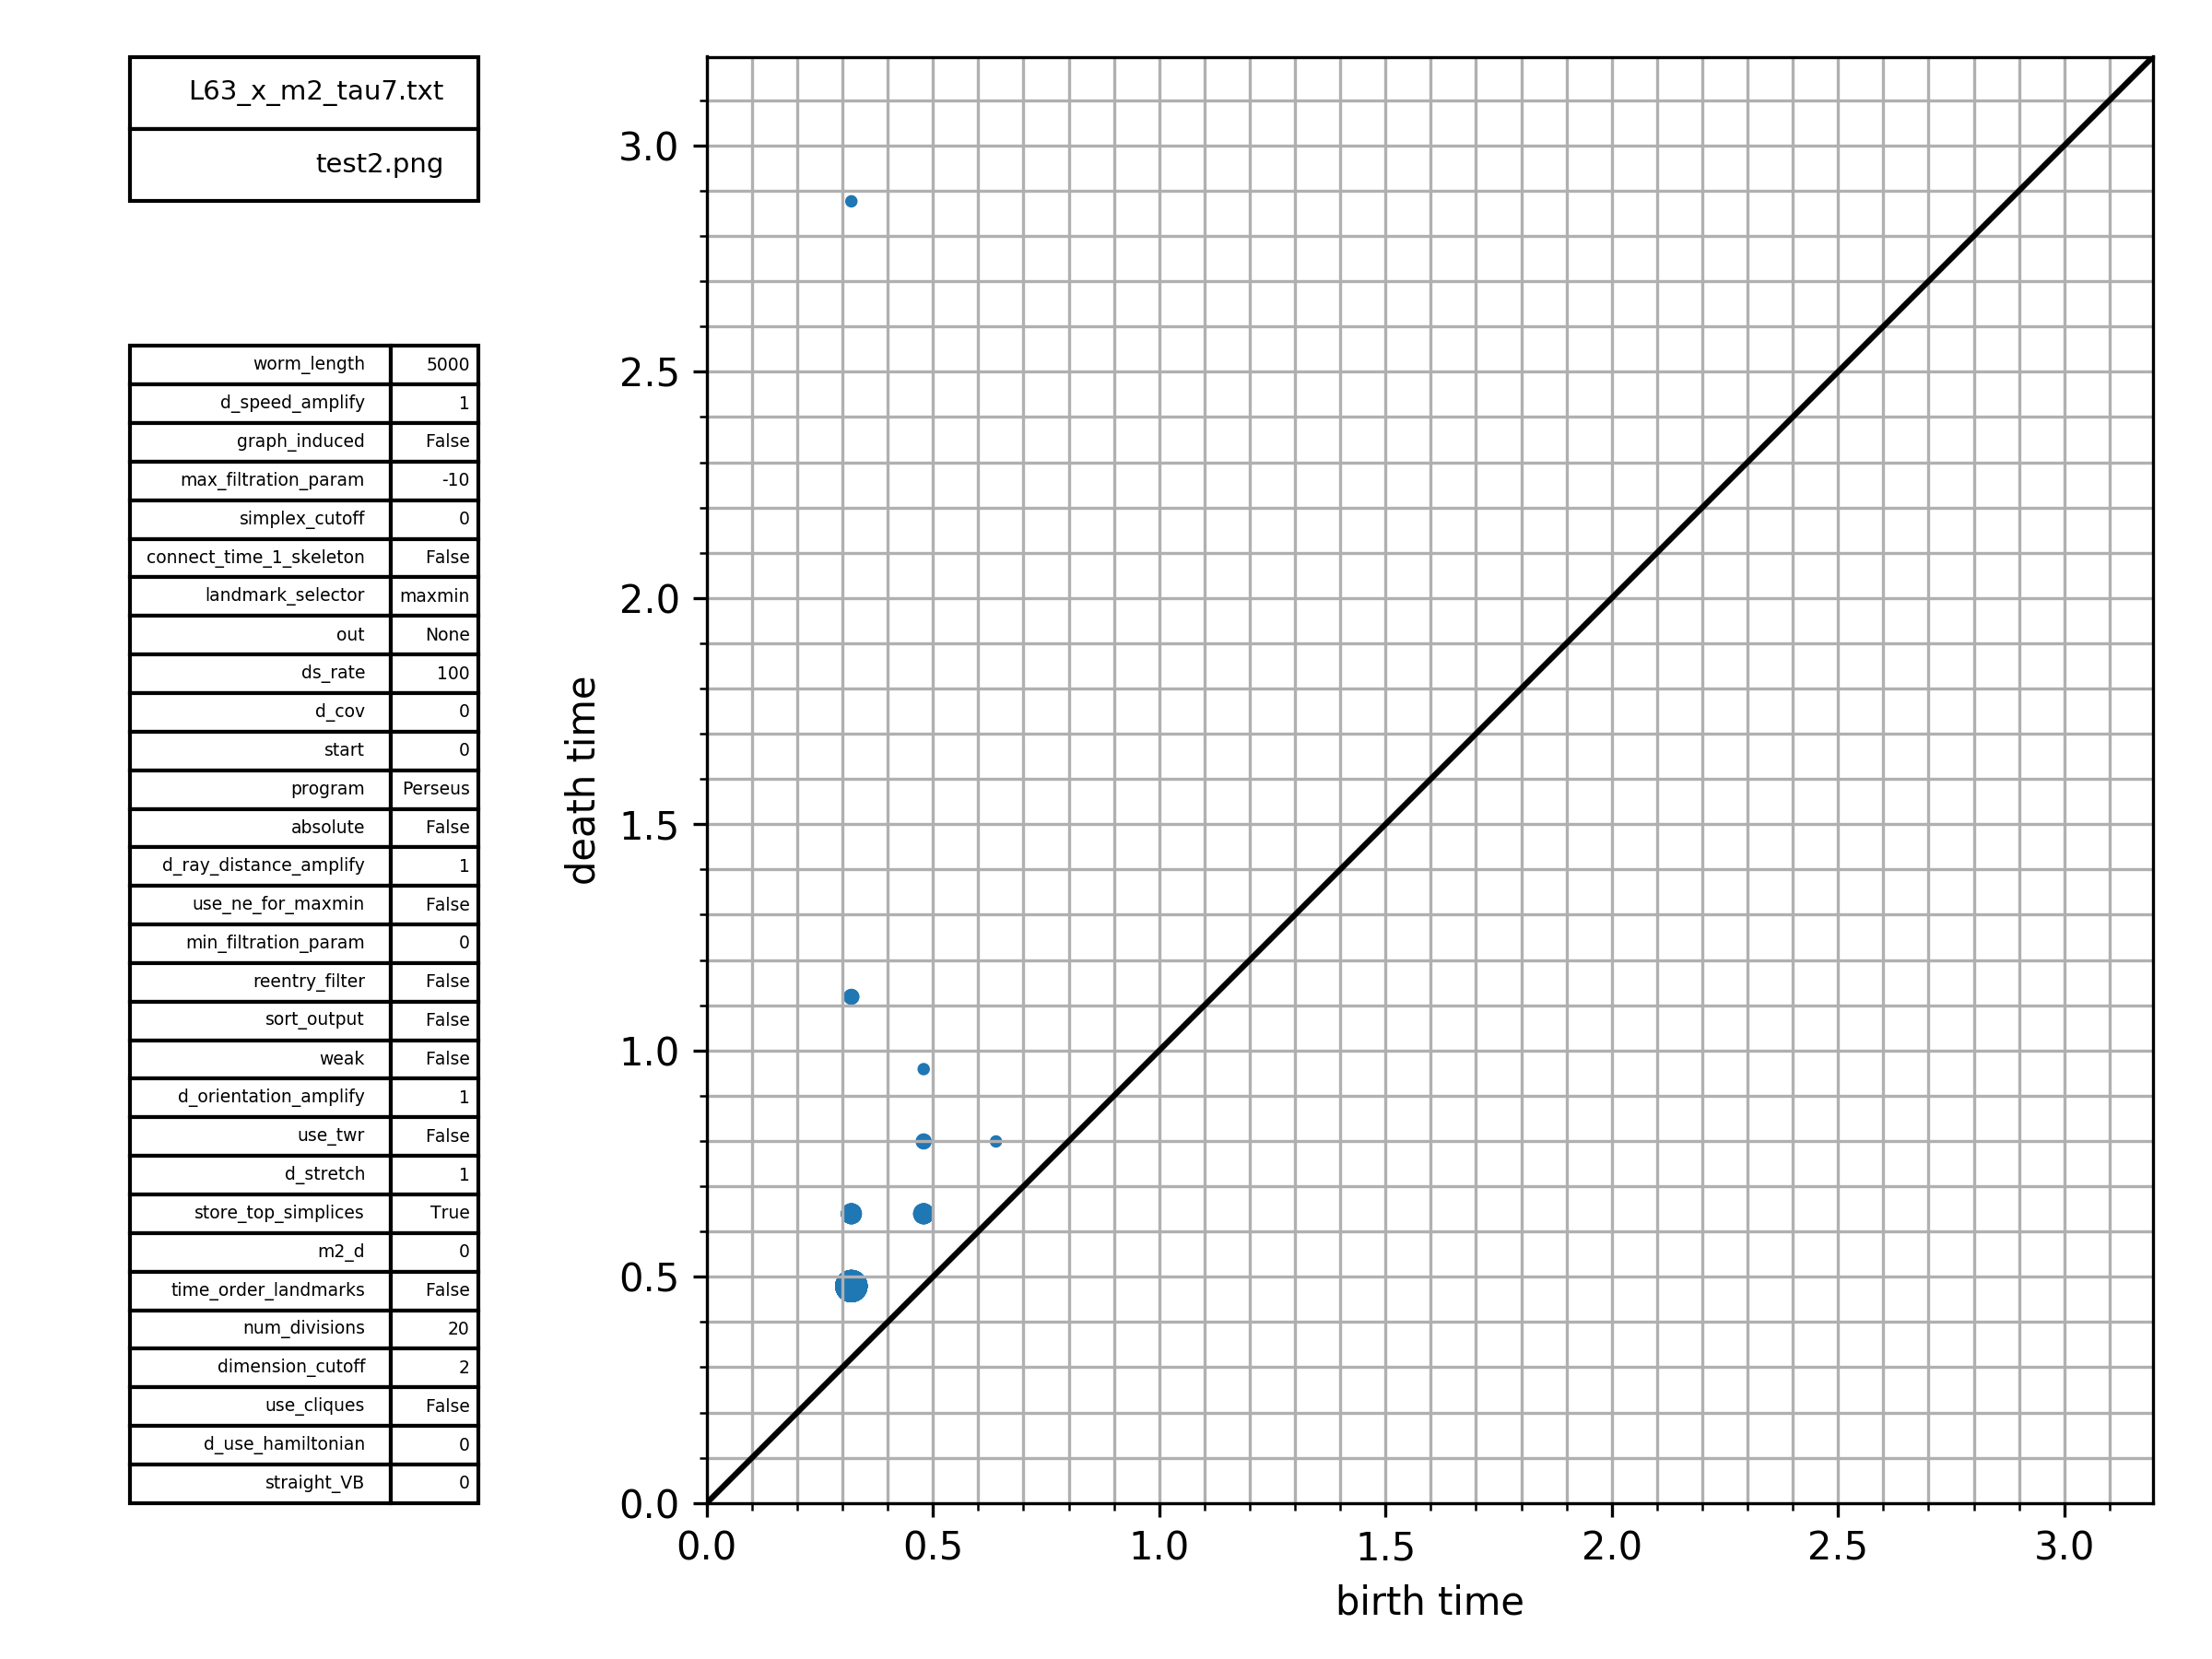 L63_x_m2_tau7.txt
test2.png
worm_length 5000
d_speed_amplify 1
graph_induced False
max_filtration_param -10
simplex_cutoff 0
connect_time_1_skeleton False
landmark_selector maxmin
out None
ds_rate 100
d_cov 0
start 0
program Perseus
absolute False
d_ray_distance_amplify 1
use_ne_for_maxmin False
min_filtration_param 0
reentry_filter False
sort_output False
weak False
d_orientation_amplify 1
use_twr False
d_stretch 1
store_top_simplices True
m2_d 0
time_order_landmarks False
num_divisions 20
dimension_cutoff 2
use_cliques False
d_use_hamiltonian 0
straight_VB 0
death time
3.0
2.5
2.0
1.5
1.0
0.5
0.0
0.0 0.5 1.0 1.5 2.0 2.5 3.0
birth time